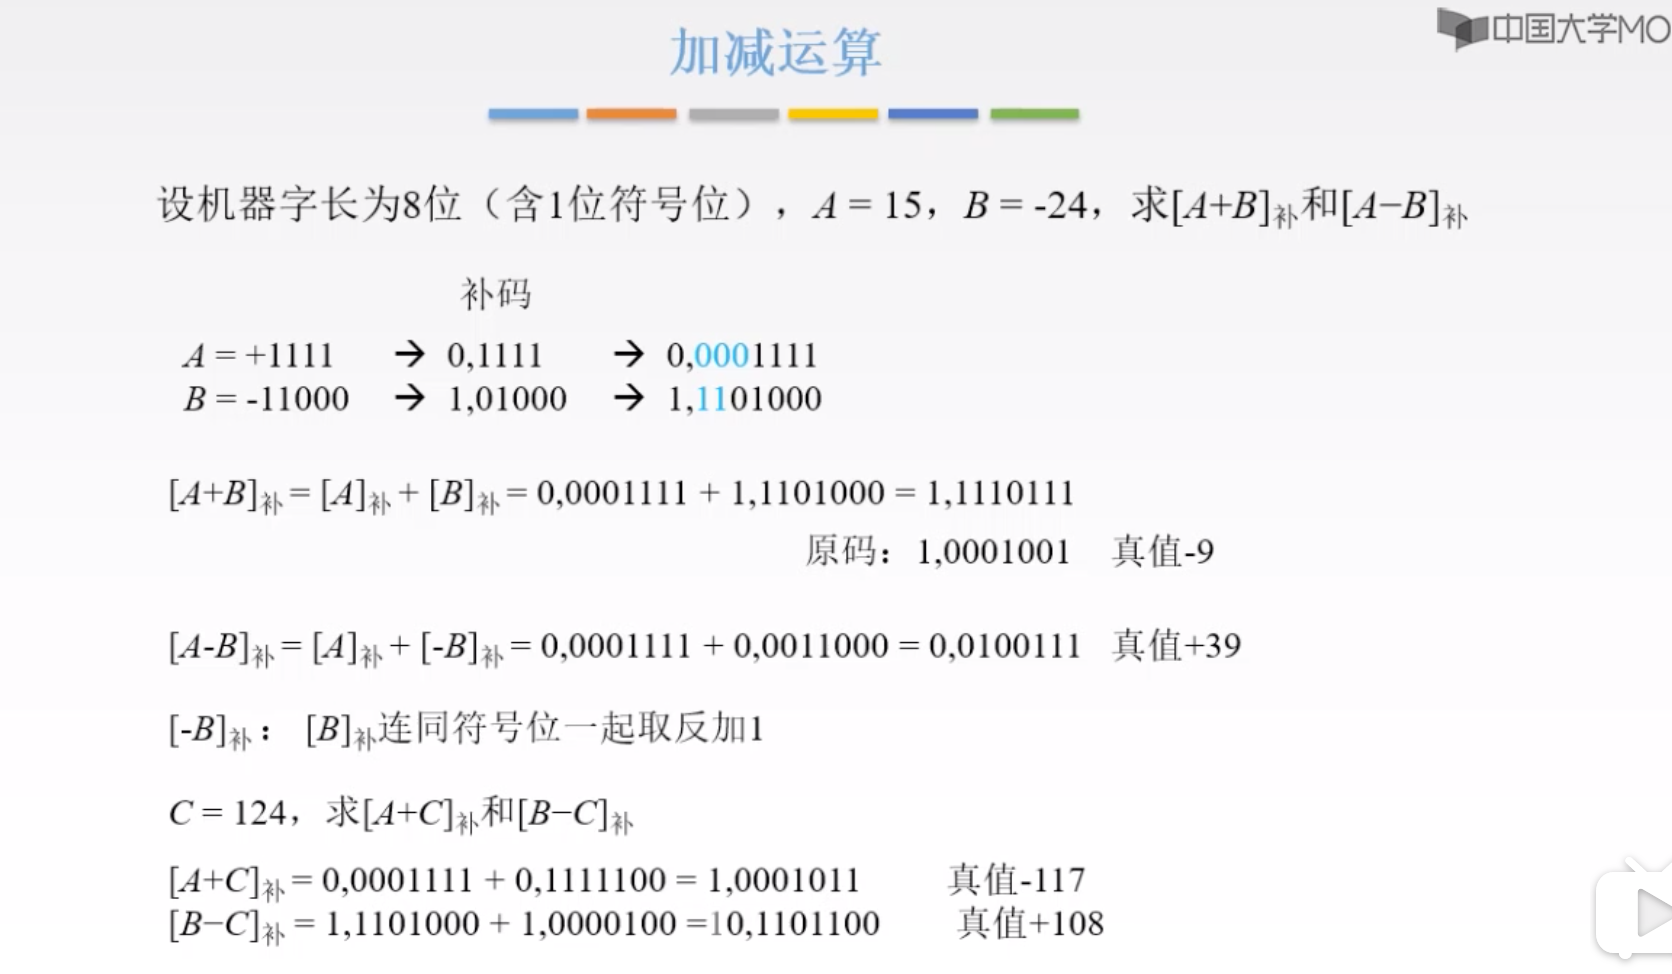 中国大学MO
加减运算
设机器字长为8位（含1位符号位），A = 15，B = -24，求[A+B]补和[A−B]补
补码
A = +1111 → 0,1111 → 0,0001111
B = -11000 → 1,01000 → 1,1101000
[A+B]补 = [A]补 + [B]补 = 0,0001111 + 1,1101000 = 1,1110111
原码：1,0001001 真值-9
[A-B]补 = [A]补 + [-B]补 = 0,0001111 + 0,0011000 = 0,0100111 真值+39
[-B]补： [B]补连同符号位一起取反加1
C = 124，求[A+C]补和[B−C]补
[A+C]补 = 0,0001111 + 0,1111100 = 1,0001011 真值-117
[B−C]补 = 1,1101000 + 1,0000100 =10,1101100 真值+108